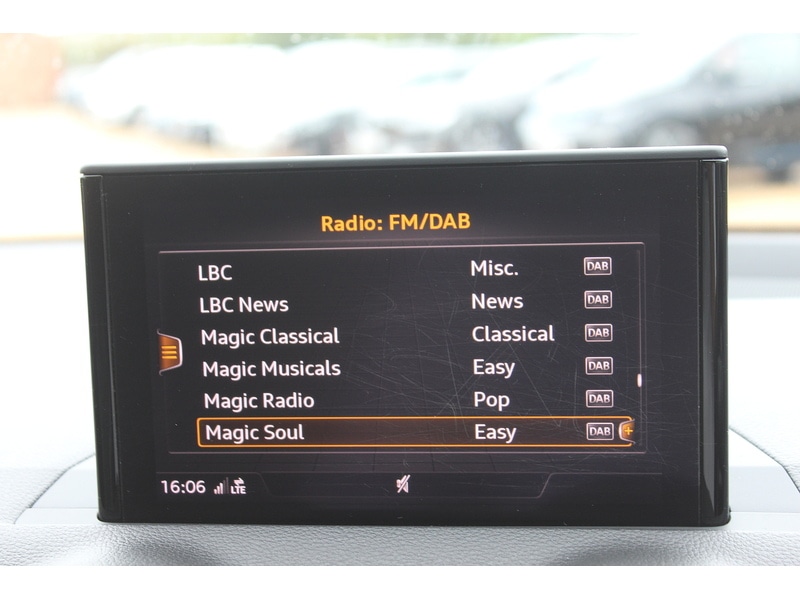 Radio: FM/DAB
LBC Misc. DAB
LBC News News DAB
Magic Classical Classical DAB
Magic Musicals Easy DAB
Magic Radio Pop DAB
Magic Soul Easy DAB +
16:06 LTE